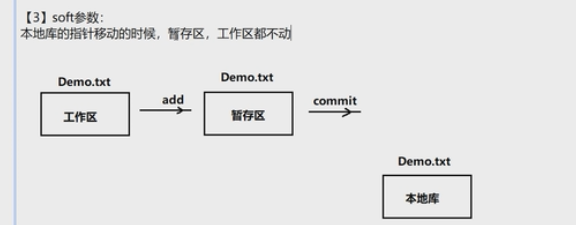 【3】soft参数：
本地库的指针移动的时候，暂存区，工作区都不动
Demo.txt
Demo.txt
工作区
add
暂存区
commit
Demo.txt
本地库